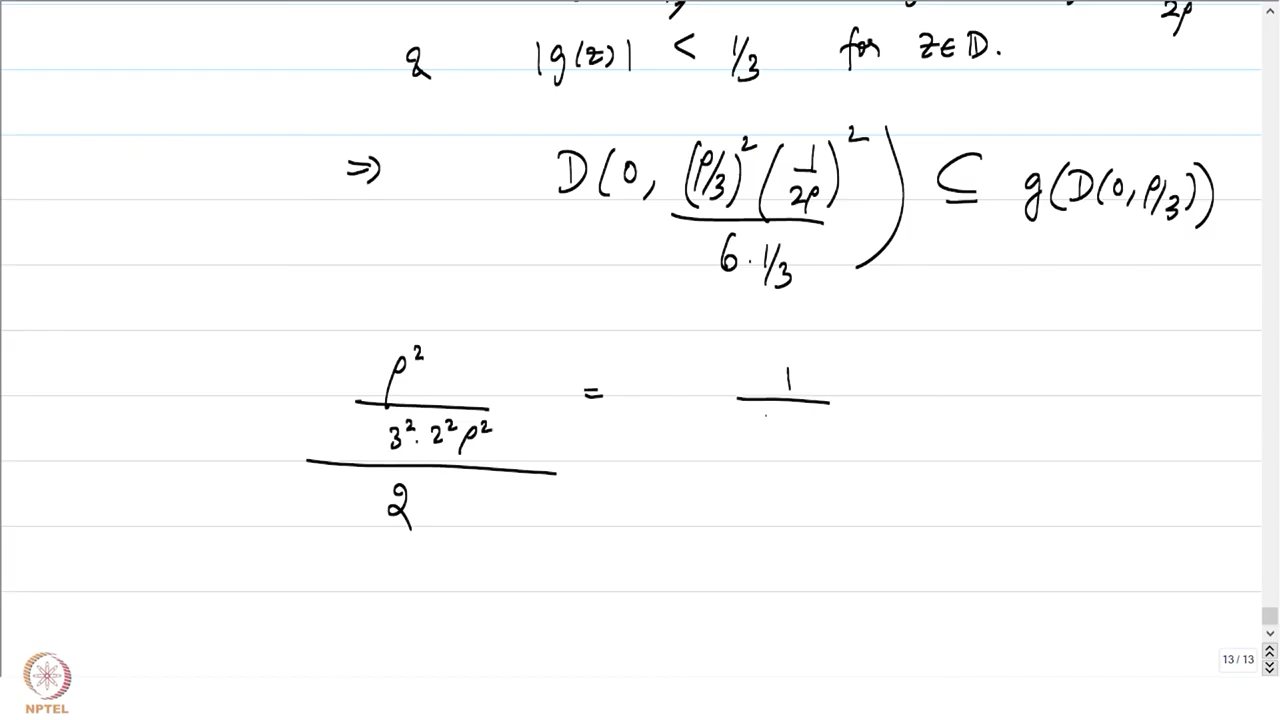 2ρ
& |g(z)| < 1/3 for z∈D.
⇒ D(0, (ρ/3)² (1/2ρ)² / 6·1/3) ⊆ g(D(0, ρ/3))
ρ² / 3²·2²ρ² / 2 = 1
13 / 13
NPTEL